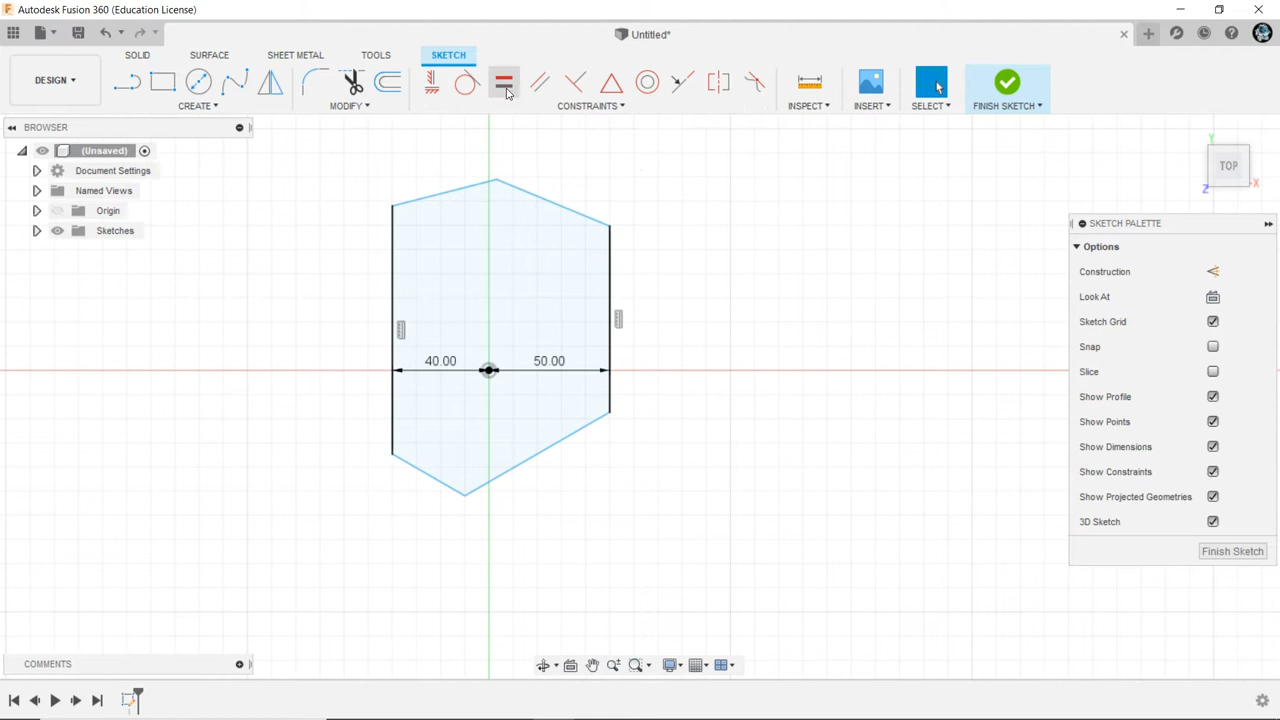 Autodesk Fusion 360 (Education License)
Untitled*
SOLID SURFACE SHEET METAL TOOLS SKETCH
DESIGN
CREATE MODIFY CONSTRAINTS INSPECT INSERT SELECT FINISH SKETCH
BROWSER
(Unsaved)
Document Settings
Named Views
Origin
Sketches
Y
TOP
X
Z
SKETCH PALETTE
Options
Construction
Look At
Sketch Grid
Snap
Slice
Show Profile
Show Points
Show Dimensions
Show Constraints
Show Projected Geometries
3D Sketch
Finish Sketch
40.00 50.00
COMMENTS